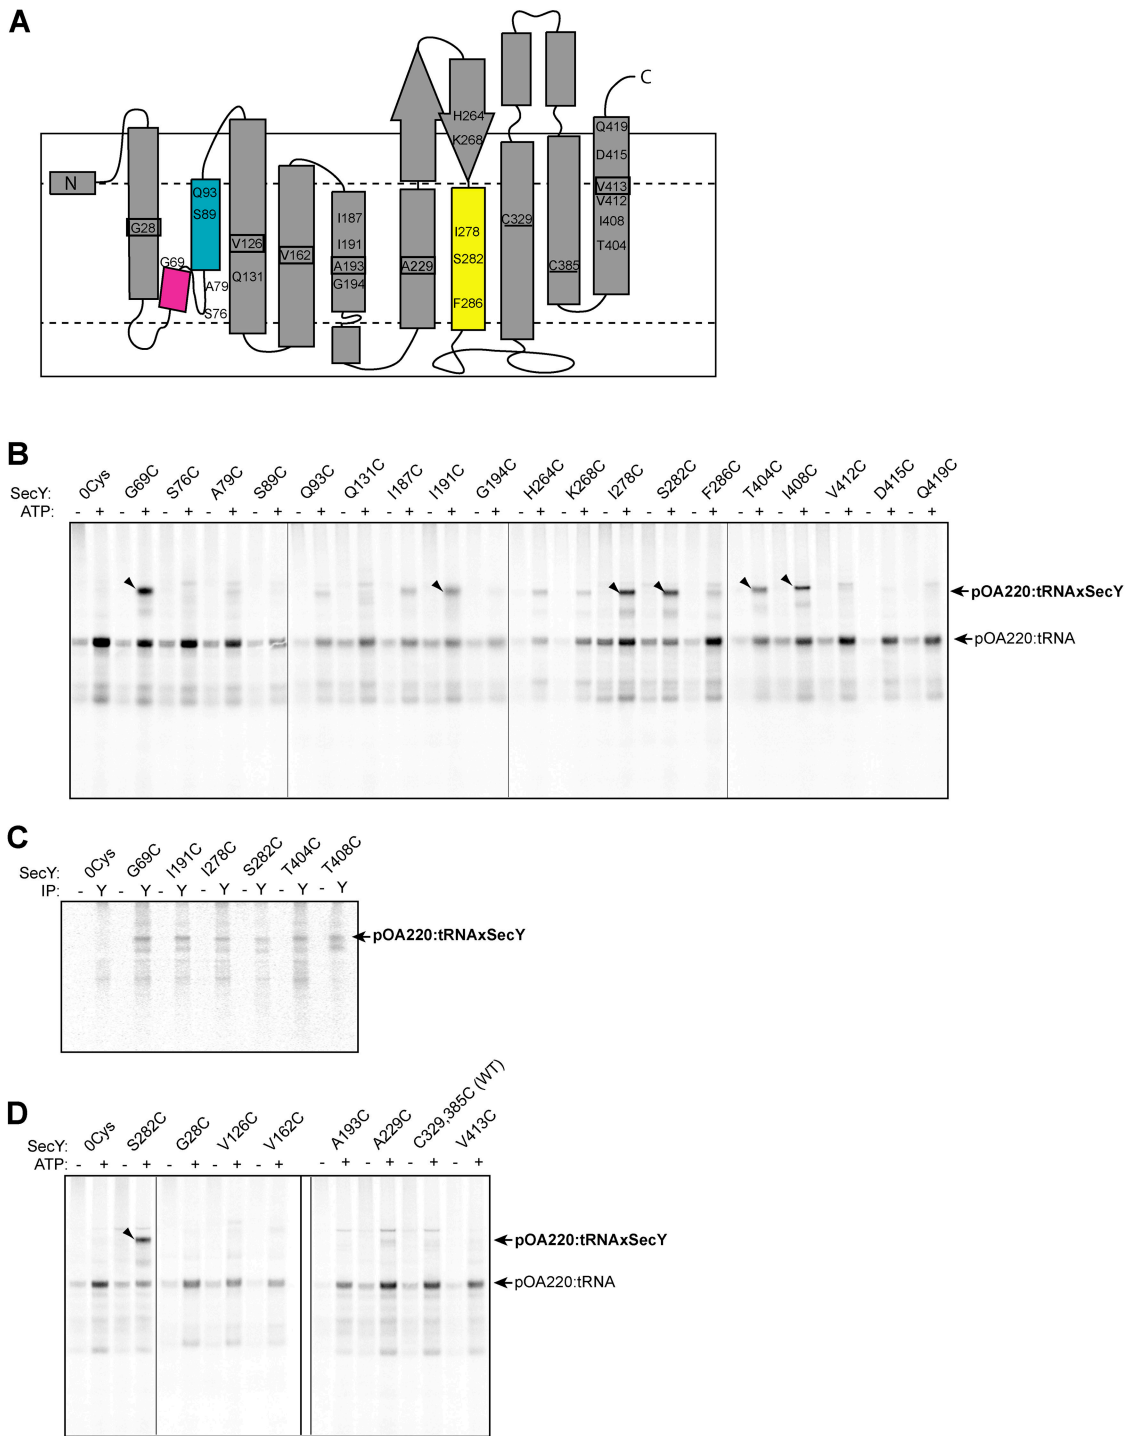 A
C
N
H264
K268
Q419
D415
V413
V412
I408
T404
Q93
S89
G28
G69
A79
S76
V126
Q131
V162
I187
I191
A193
G194
A229
I278
S282
F286
C329
C385
B
SecY: 0Cys G69C S76C A79C S89C Q93C Q131C I187C I191C G194C H264C K268C I278C S282C F286C T404C I408C V412C D415C Q419C
ATP: - + - + - + - + - + - + - + - + - + - + - + - + - + - + - + - + - + - + - + - +
pOA220:tRNAxSecY
pOA220:tRNA
C
SecY: 0Cys G69C I191C I278C S282C T404C T408C
IP: - Y - Y - Y - Y - Y - Y - Y
pOA220:tRNAxSecY
D
SecY: 0Cys S282C G28C V126C V162C A193C A229C C329,385C (WT) V413C
ATP: - + - + - + - + - + - + - + - + - +
pOA220:tRNAxSecY
pOA220:tRNA